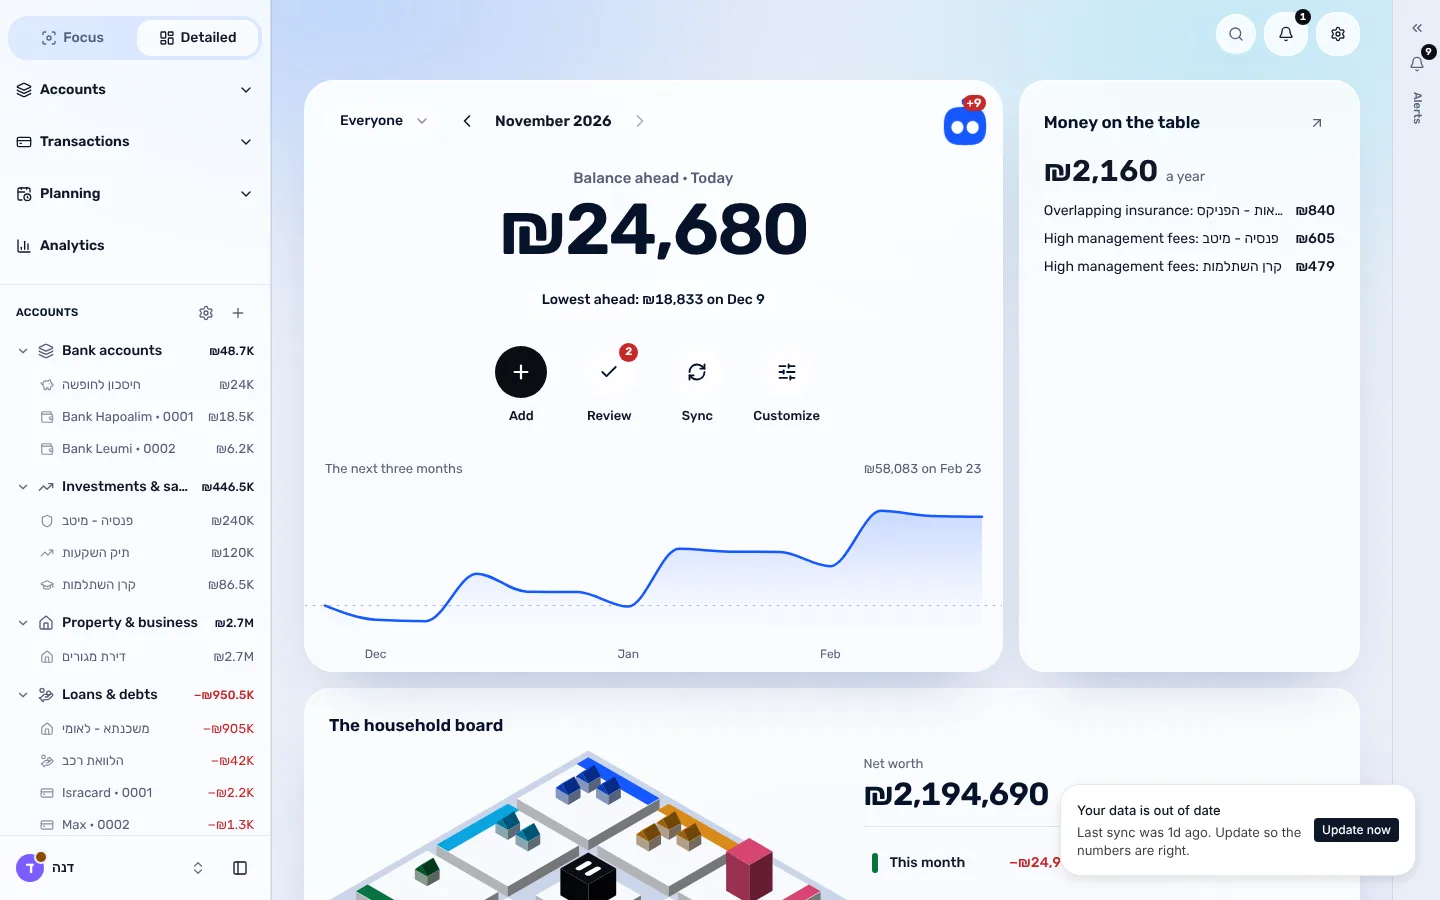 Focus
Detailed
Accounts
Transactions
Planning
Analytics
ACCOUNTS
Bank accounts ₪48.7K
חיסכון לחופשה ₪24K
Bank Hapoalim • 0001 ₪18.5K
Bank Leumi • 0002 ₪6.2K
Investments & sa... ₪446.5K
פנסיה - מיטב ₪240K
תיק השקעות ₪120K
קרן השתלמות ₪86.5K
Property & business ₪2.7M
דירת מגורים ₪2.7M
Loans & debts −₪950.5K
משכנתא - לאומי −₪905K
הלוואת רכב −₪42K
Isracard • 0001 −₪2.2K
Max • 0002 −₪1.3K
T דנה
1
Everyone
November 2026
+9
Balance ahead • Today
₪24,680
Lowest ahead: ₪18,833 on Dec 9
2
Add
Review
Sync
Customize
The next three months
₪58,083 on Feb 23
Dec
Jan
Feb
Money on the table
₪2,160 a year
Overlapping insurance: אות - הפניקס... ₪840
High management fees: פנסיה - מיטב ₪605
High management fees: קרן השתלמות ₪479
9
Alerts
The household board
Net worth
₪2,194,690
This month −₪24,9
Your data is out of date
Last sync was 1d ago. Update so the
numbers are right.
Update now